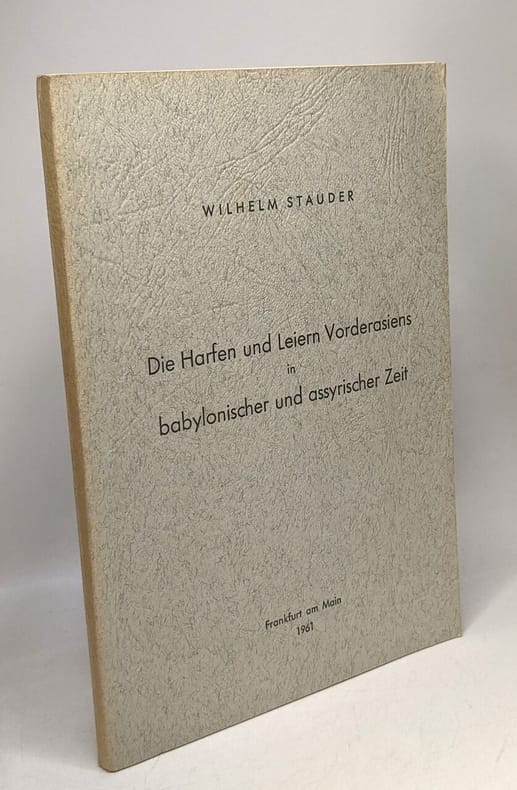 WILHELM STAUDER
Die Harfen und Leiern Vorderasiens
in
babylonischer und assyrischer Zeit
Frankfurt am Main
1961